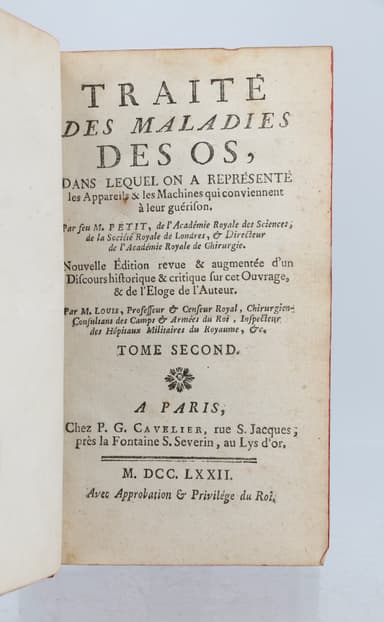 TRAITÉ
DES MALADIES
DES OS,
DANS LEQUEL ON A REPRÉSENTÉ
les Appareils & les Machines qui conviennent
à leur guérison.
Par feu M. PETIT, de l'Académie Royale des Sciences,
de la Société Royale de Londres, & Directeur
de l'Académie Royale de Chirurgie.
Nouvelle Édition revue & augmentée d'un
Discours historique & critique sur cet Ouvrage,
& de l'Eloge de l'Auteur.
Par M. LOUIS, Professeur & Censeur Royal, Chirurgien-
Consultant des Camps & Armées du Roi, Inspecteur
des Hôpitaux Militaires du Royaume, &c.
TOME SECOND.
A PARIS,
Chez P. G. CAVELIER, rue S. Jacques;
près la Fontaine S. Severin, au Lys d'or.
M. DCC. LXXII.
Avec Approbation & Privilége du Roi.